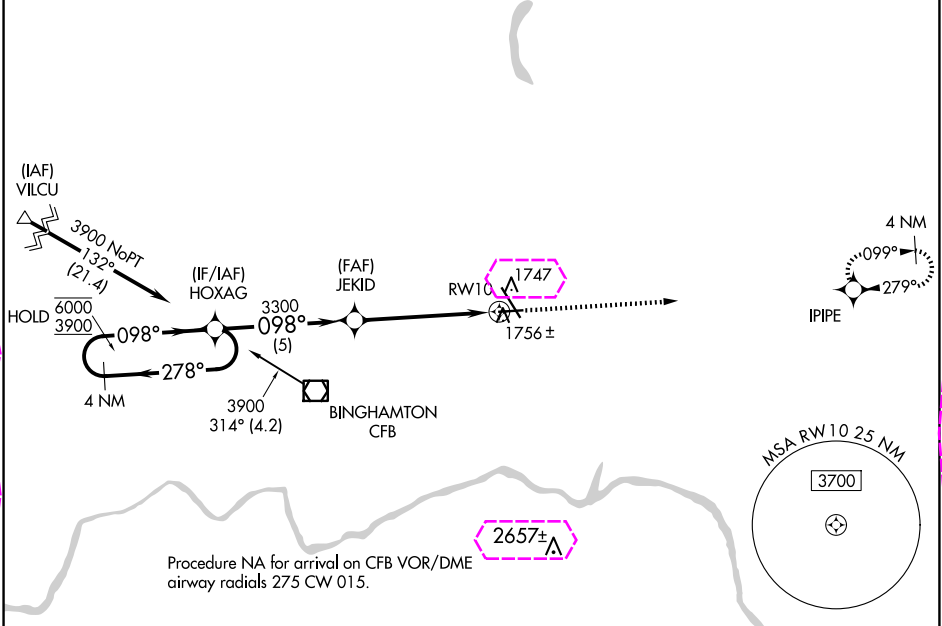 (IAF)
VILCU
3900 NoPT
132°
(21.4)
HOLD
6000
3900
098°
278°
4 NM
(IF/IAF)
HOXAG
3300
098°
(5)
(FAF)
JEKID
3900
314° (4.2)
BINGHAMTON
CFB
RW10
1747
1756 ±
4 NM
099°
279°
IPIPE
MSA RW10 25 NM
3700
2657±
Procedure NA for arrival on CFB VOR/DME
airway radials 275 CW 015.